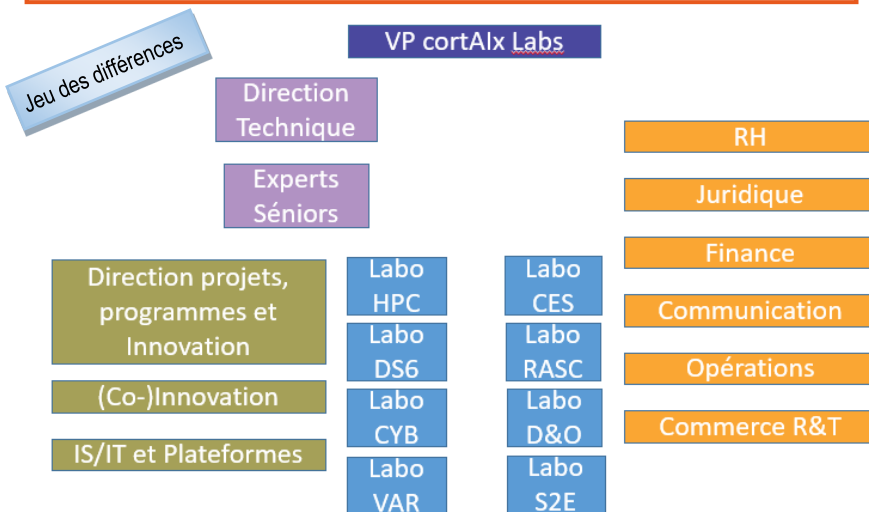 Jeu des différences
VP cortAIx Labs
Direction
Technique
Experts
Séniors
Direction projets,
programmes et
Innovation
(Co-)Innovation
IS/IT et Plateformes
Labo
HPC
Labo
DS6
Labo
CYB
Labo
VAR
Labo
CES
Labo
RASC
Labo
D&O
Labo
S2E
RH
Juridique
Finance
Communication
Opérations
Commerce R&T